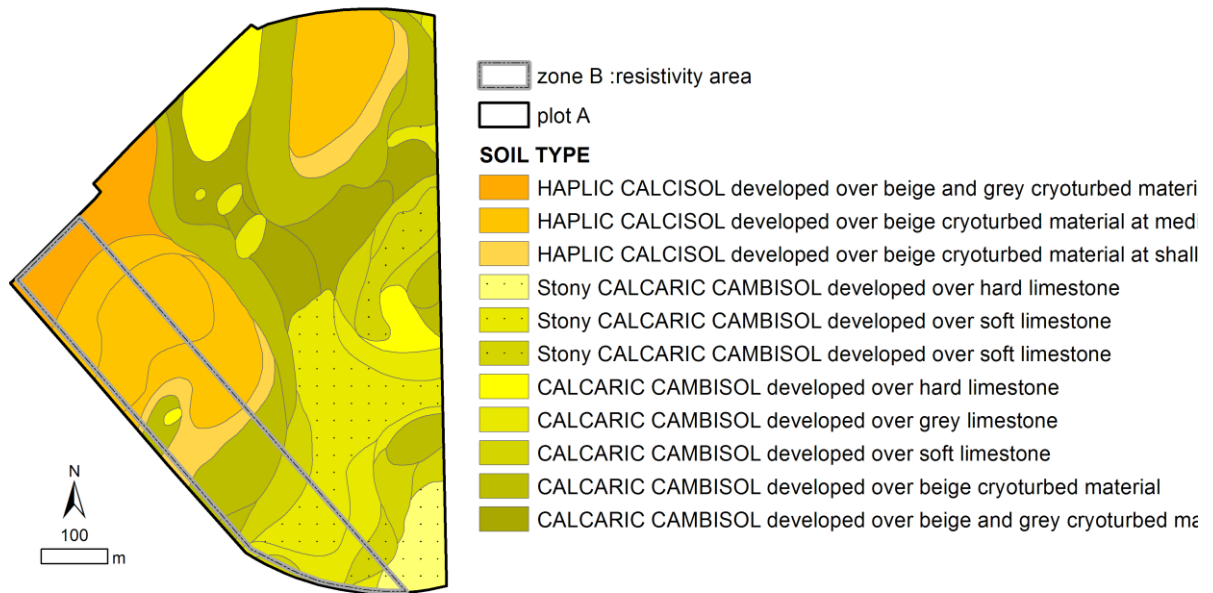 zone B :resistivity area
plot A
SOIL TYPE
HAPLIC CALCISOL developed over beige and grey cryoturbed materi
HAPLIC CALCISOL developed over beige cryoturbed material at medi
HAPLIC CALCISOL developed over beige cryoturbed material at shall
Stony CALCARIC CAMBISOL developed over hard limestone
Stony CALCARIC CAMBISOL developed over soft limestone
Stony CALCARIC CAMBISOL developed over soft limestone
CALCARIC CAMBISOL developed over hard limestone
CALCARIC CAMBISOL developed over grey limestone
CALCARIC CAMBISOL developed over soft limestone
CALCARIC CAMBISOL developed over beige cryoturbed material
CALCARIC CAMBISOL developed over beige and grey cryoturbed ma
N
100
m